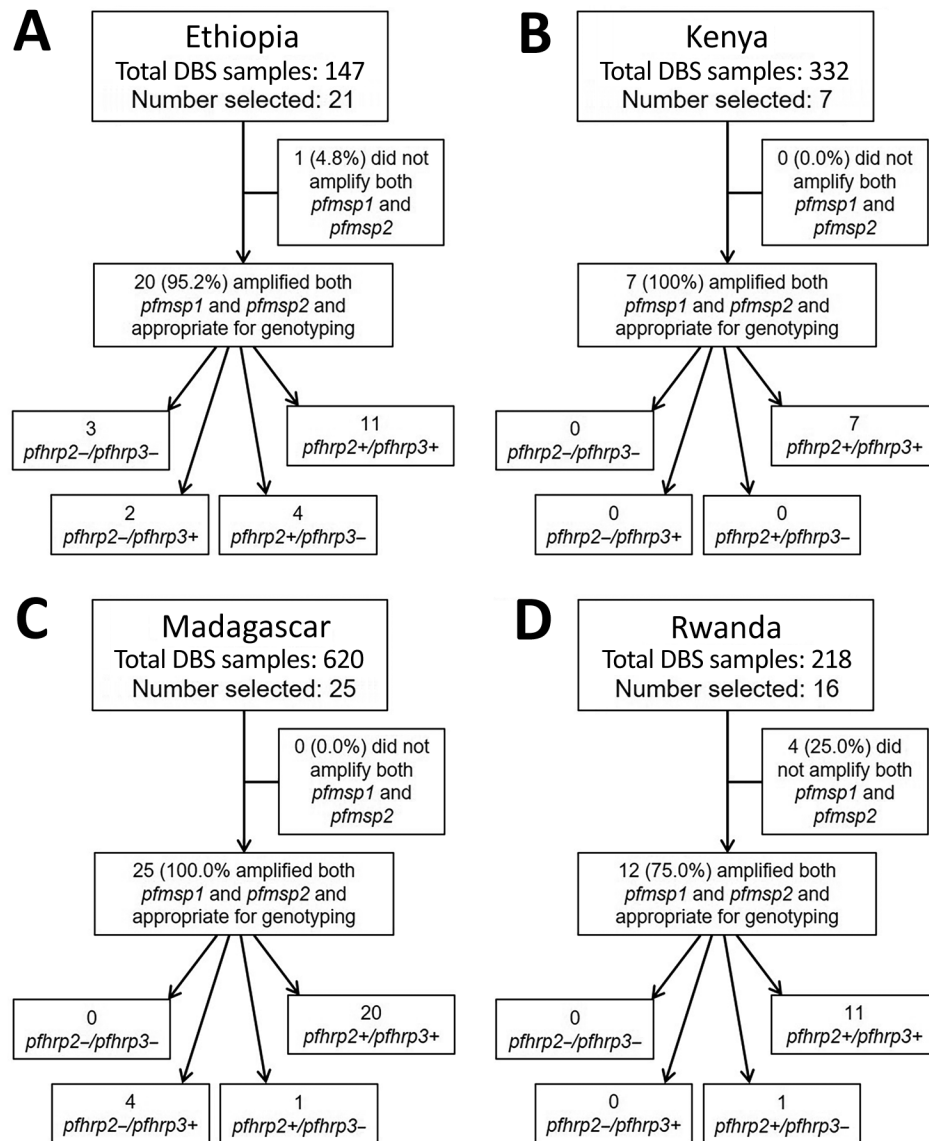 A
Ethiopia
Total DBS samples: 147
Number selected: 21
1 (4.8%) did not
amplify both
pfmsp1 and
pfmsp2
20 (95.2%) amplified both
pfmsp1 and pfmsp2 and
appropriate for genotyping
3
pfhrp2–/pfhrp3–
11
pfhrp2+/pfhrp3+
2
pfhrp2–/pfhrp3+
4
pfhrp2+/pfhrp3–
B
Kenya
Total DBS samples: 332
Number selected: 7
0 (0.0%) did not
amplify both
pfmsp1 and
pfmsp2
7 (100%) amplified both
pfmsp1 and pfmsp2 and
appropriate for genotyping
0
pfhrp2–/pfhrp3–
7
pfhrp2+/pfhrp3+
0
pfhrp2–/pfhrp3+
0
pfhrp2+/pfhrp3–
C
Madagascar
Total DBS samples: 620
Number selected: 25
0 (0.0%) did not
amplify both
pfmsp1 and
pfmsp2
25 (100.0% amplified both
pfmsp1 and pfmsp2 and
appropriate for genotyping
0
pfhrp2–/pfhrp3–
20
pfhrp2+/pfhrp3+
4
pfhrp2–/pfhrp3+
1
pfhrp2+/pfhrp3–
D
Rwanda
Total DBS samples: 218
Number selected: 16
4 (25.0%) did
not amplify both
pfmsp1 and
pfmsp2
12 (75.0%) amplified both
pfmsp1 and pfmsp2 and
appropriate for genotyping
0
pfhrp2–/pfhrp3–
11
pfhrp2+/pfhrp3+
0
pfhrp2–/pfhrp3+
1
pfhrp2+/pfhrp3–